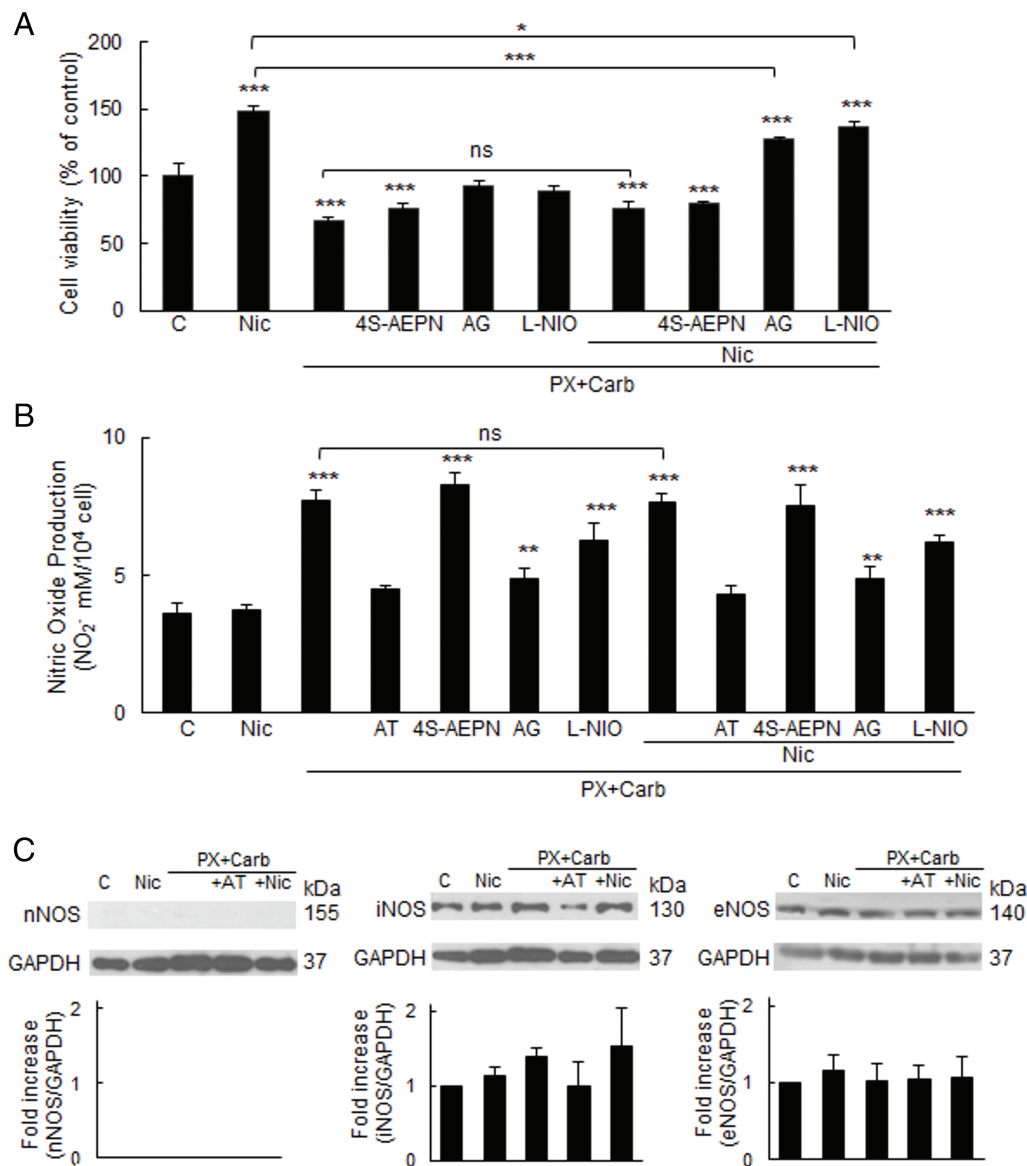 A
Cell viability (% of control)
200
150
100
50
0
*
***
ns
*** *** *** *** *** *** ***
C Nic 4S-AEPN AG L-NIO 4S-AEPN AG L-NIO
Nic
PX+Carb
B
Nitric Oxide Production
(NO₂⁻ mM/10⁴ cell)
10
5
0
ns
*** *** ** *** *** *** ** ***
C Nic AT 4S-AEPN AG L-NIO AT 4S-AEPN AG L-NIO
Nic
PX+Carb
C
PX+Carb
C Nic +AT +Nic kDa
nNOS 155
GAPDH 37
Fold increase
(nNOS/GAPDH)
2
1
0
PX+Carb
C Nic +AT +Nic kDa
iNOS 130
GAPDH 37
Fold increase
(iNOS/GAPDH)
2
1
0
PX+Carb
C Nic +AT +Nic kDa
eNOS 140
GAPDH 37
Fold increase
(eNOS/GAPDH)
2
1
0